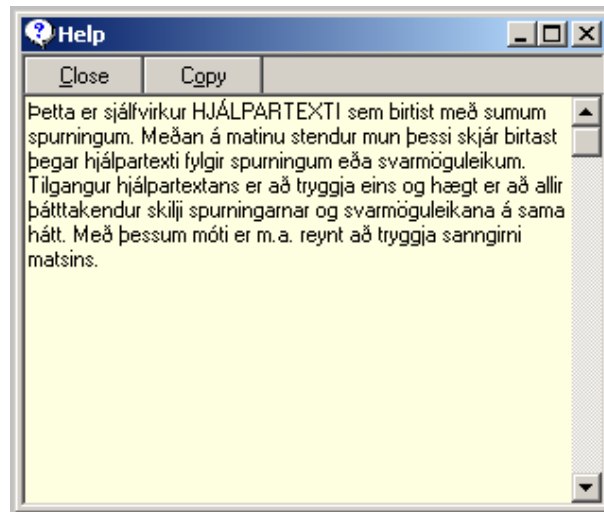 Help
Close Copy
Þetta er sjálfvirkur HJÁLPARTEXTI sem birtist með sumum
spurningum. Meðan á matinu stendur mun þessi skjár birtast
þegar hjálpartexti fylgir spurningum eða svarmöguleikum.
Tilgangur hjálpartextans er að tryggja eins og hægt er að allir
þátttakendur skilji spurningarnar og svarmöguleikana á sama
hátt. Með þessum móti er m.a. reynt að tryggja sanngirni
matsins.